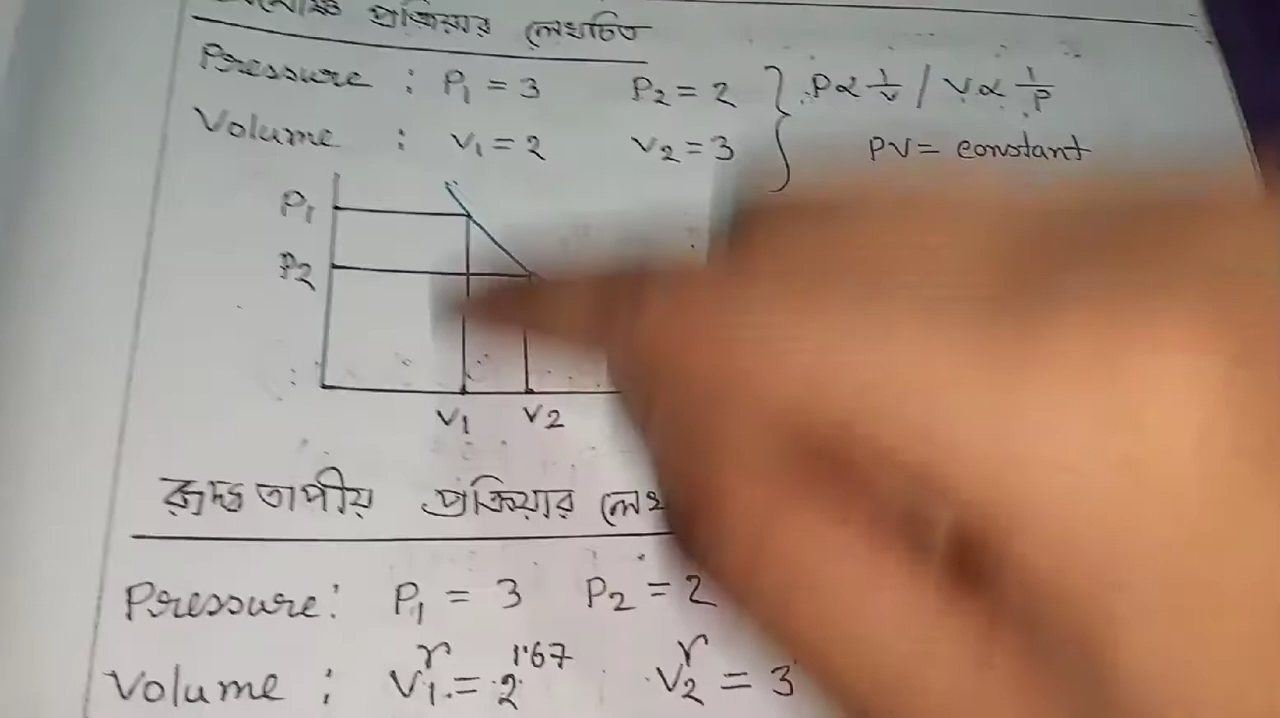 প্রক্রিয়ার লেখচিত্র
Pressure : P₁ = 3 P₂ = 2 } P∝ 1/v / V∝ 1/P
Volume : V₁ = 2 V₂ = 3 PV = constant
P₁
P₂
V₁ V₂
রুদ্ধতাপীয় প্রক্রিয়ার
Pressure: P₁ = 3 P₂ = 2
Volume : V₁^γ = 2^1.67 V₂^γ = 3